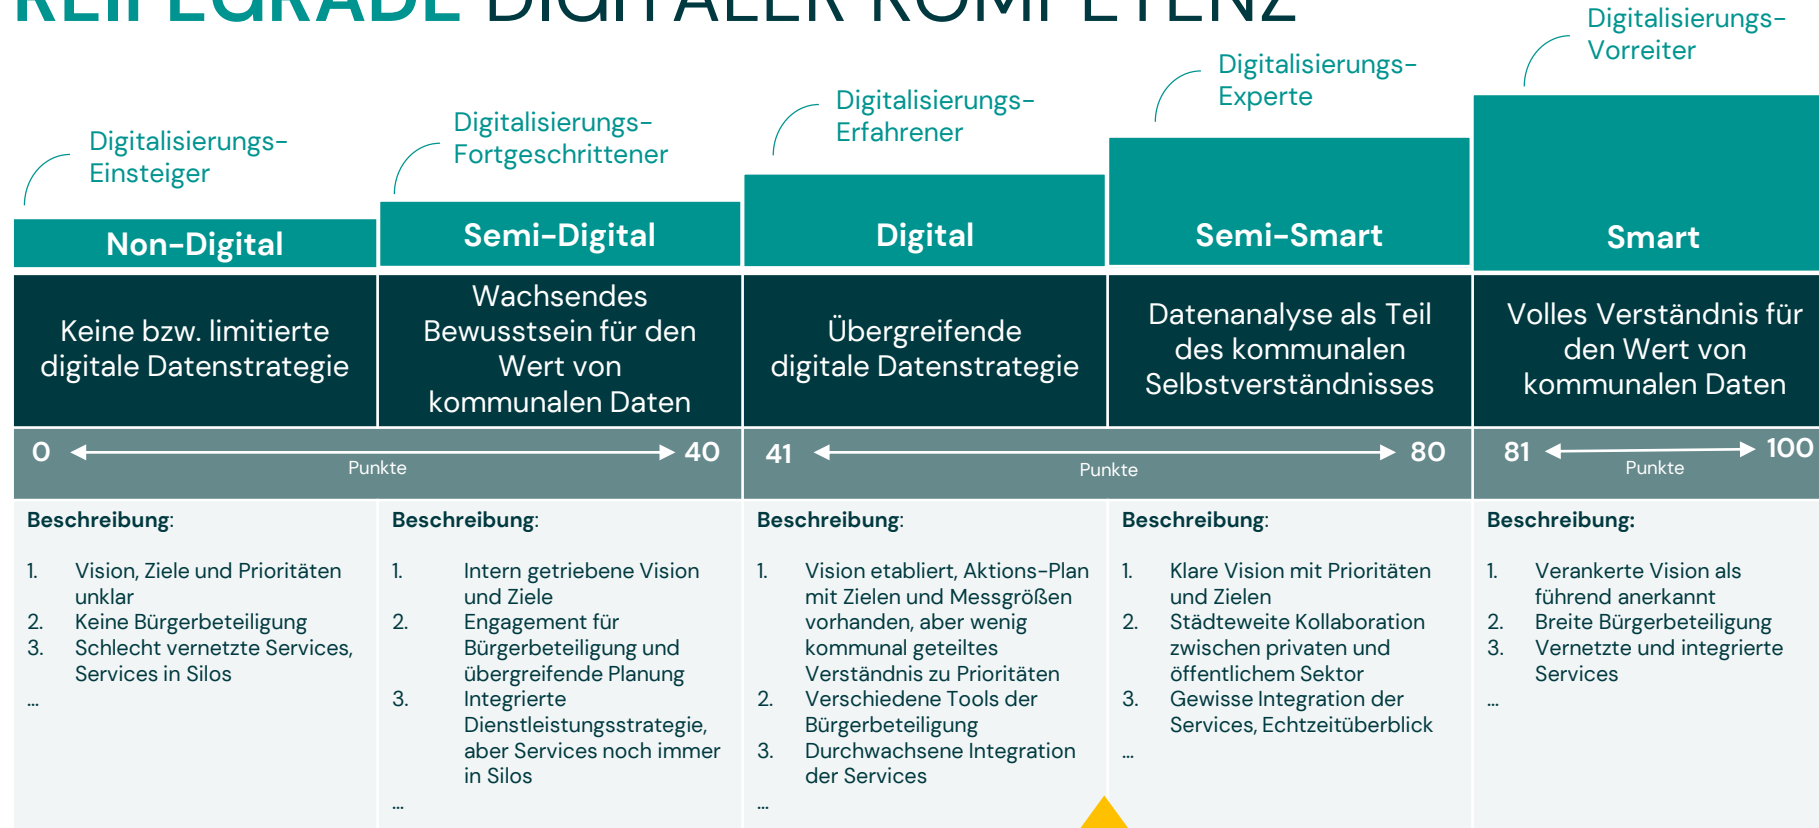 REIFEGRADE DIGITALER KOMPETENZ
Digitalisierungs-
Einsteiger
Digitalisierungs-
Fortgeschrittener
Digitalisierungs-
Erfahrener
Digitalisierungs-
Experte
Digitalisierungs-
Vorreiter
Non-Digital
Semi-Digital
Digital
Semi-Smart
Smart
Keine bzw. limitierte
digitale Datenstrategie
Wachsendes
Bewusstsein für den
Wert von
kommunalen Daten
Übergreifende
digitale Datenstrategie
Datenanalyse als Teil
des kommunalen
Selbstverständnisses
Volles Verständnis für
den Wert von
kommunalen Daten
0 40
Punkte
41 80
Punkte
81 100
Punkte
Beschreibung:
1. Vision, Ziele und Prioritäten
unklar
2. Keine Bürgerbeteiligung
3. Schlecht vernetzte Services,
Services in Silos
...
Beschreibung:
1. Intern getriebene Vision
und Ziele
2. Engagement für
Bürgerbeteiligung und
übergreifende Planung
3. Integrierte
Dienstleistungsstrategie,
aber Services noch immer
in Silos
...
Beschreibung:
1. Vision etabliert, Aktions-Plan
mit Zielen und Messgrößen
vorhanden, aber wenig
kommunal geteiltes
Verständnis zu Prioritäten
2. Verschiedene Tools der
Bürgerbeteiligung
3. Durchwachsene Integration
der Services
...
Beschreibung:
1. Klare Vision mit Prioritäten
und Zielen
2. Städteweite Kollaboration
zwischen privaten und
öffentlichem Sektor
3. Gewisse Integration der
Services, Echtzeitüberblick
...
Beschreibung:
1. Verankerte Vision als
führend anerkannt
2. Breite Bürgerbeteiligung
3. Vernetzte und integrierte
Services
...